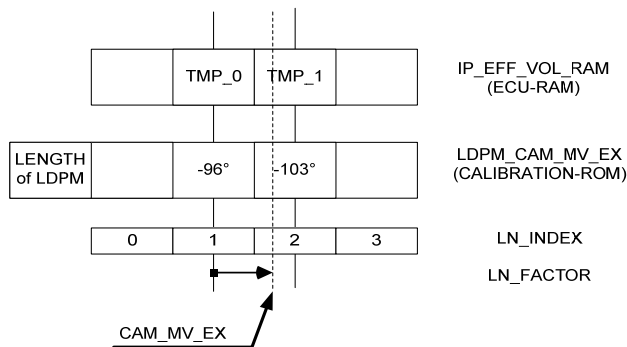 TMP_0 TMP_1 IP_EFF_VOL_RAM
(ECU-RAM)
LENGTH
of LDPM -96° -103° LDPM_CAM_MV_EX
(CALIBRATION-ROM)
0 1 2 3 LN_INDEX
LN_FACTOR
CAM_MV_EX